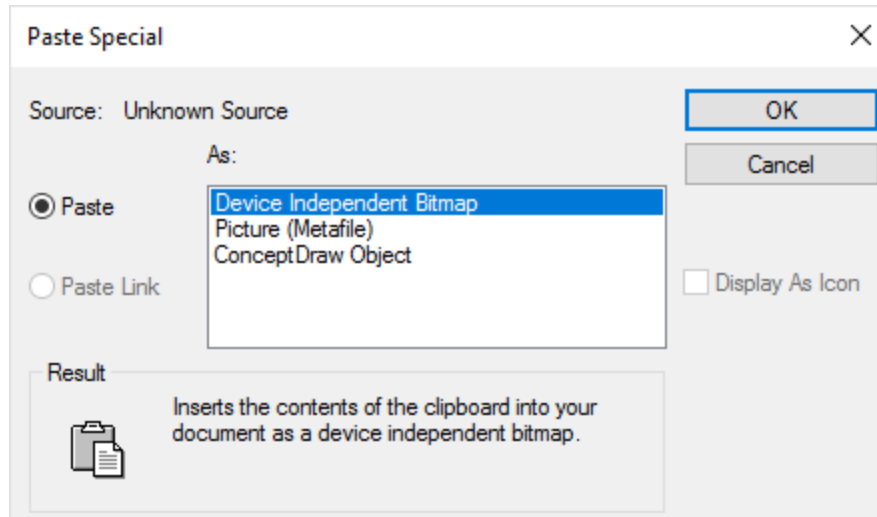 Paste Special
Source: Unknown Source
OK
As:
Cancel
Paste
Device Independent Bitmap
Picture (Metafile)
ConceptDraw Object
Paste Link
Display As Icon
Result
Inserts the contents of the clipboard into your
document as a device independent bitmap.